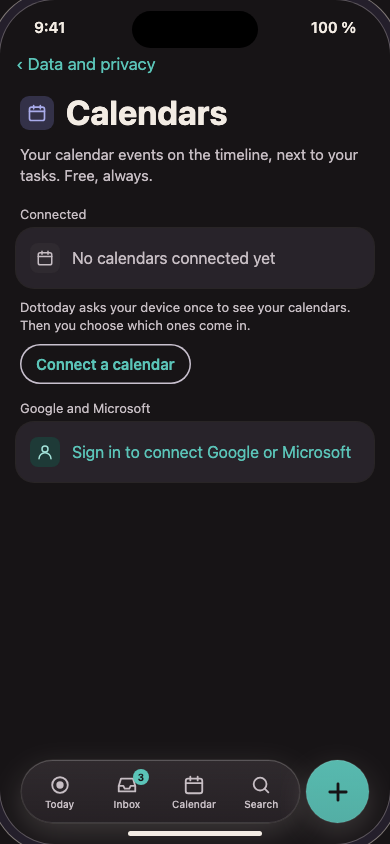 9:41
100 %
‹ Data and privacy
Calendars
Your calendar events on the timeline, next to your
tasks. Free, always.
Connected
No calendars connected yet
Dottoday asks your device once to see your calendars.
Then you choose which ones come in.
Connect a calendar
Google and Microsoft
Sign in to connect Google or Microsoft
3
Today
Inbox
Calendar
Search